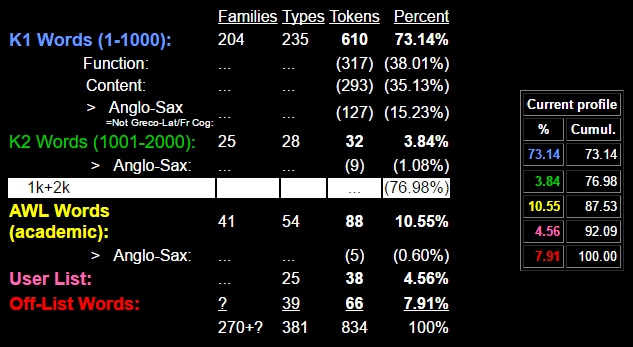 Families Types Tokens Percent
K1 Words (1-1000): 204 235 610 73.14%
Function: ... ... (317) (38.01%)
Content: ... ... (293) (35.13%)
> Anglo-Sax ... ... (127) (15.23%)
=Not Greco-Lat/Fr Cog:
K2 Words (1001-2000): 25 28 32 3.84%
> Anglo-Sax: ... ... (9) (1.08%)
1k+2k ... (76.98%)
AWL Words
(academic): 41 54 88 10.55%
> Anglo-Sax: ... ... (5) (0.60%)
User List: ... 25 38 4.56%
Off-List Words: ? 39 66 7.91%
270+? 381 834 100%
Current profile
% Cumul.
73.14 73.14
3.84 76.98
10.55 87.53
4.56 92.09
7.91 100.00